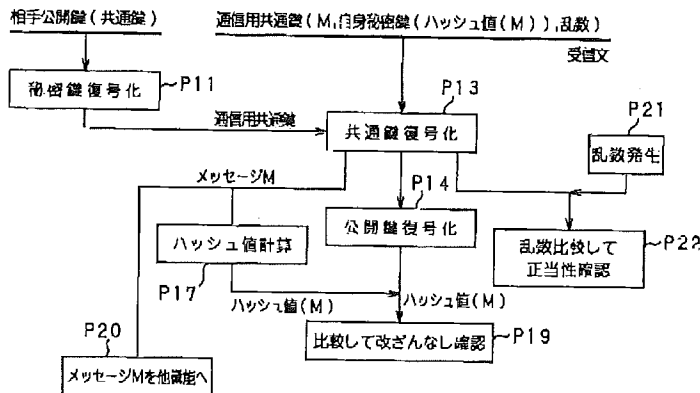 相手公開鍵(共通鍵)
通信用共通鍵(M,自身秘密鍵(ハッシュ値(M)),乱数)
受信文
P11
秘密鍵復号化
P13
通信用共通鍵
共通鍵復号化
P21
乱数発生
メッセージM
P14
公開鍵復号化
ハッシュ値計算
P17
乱数比較して
正当性確認
P22
ハッシュ値(M)
ハッシュ値(M)
P20
比較して改ざんなし確認
P19
メッセージMを他機能へ